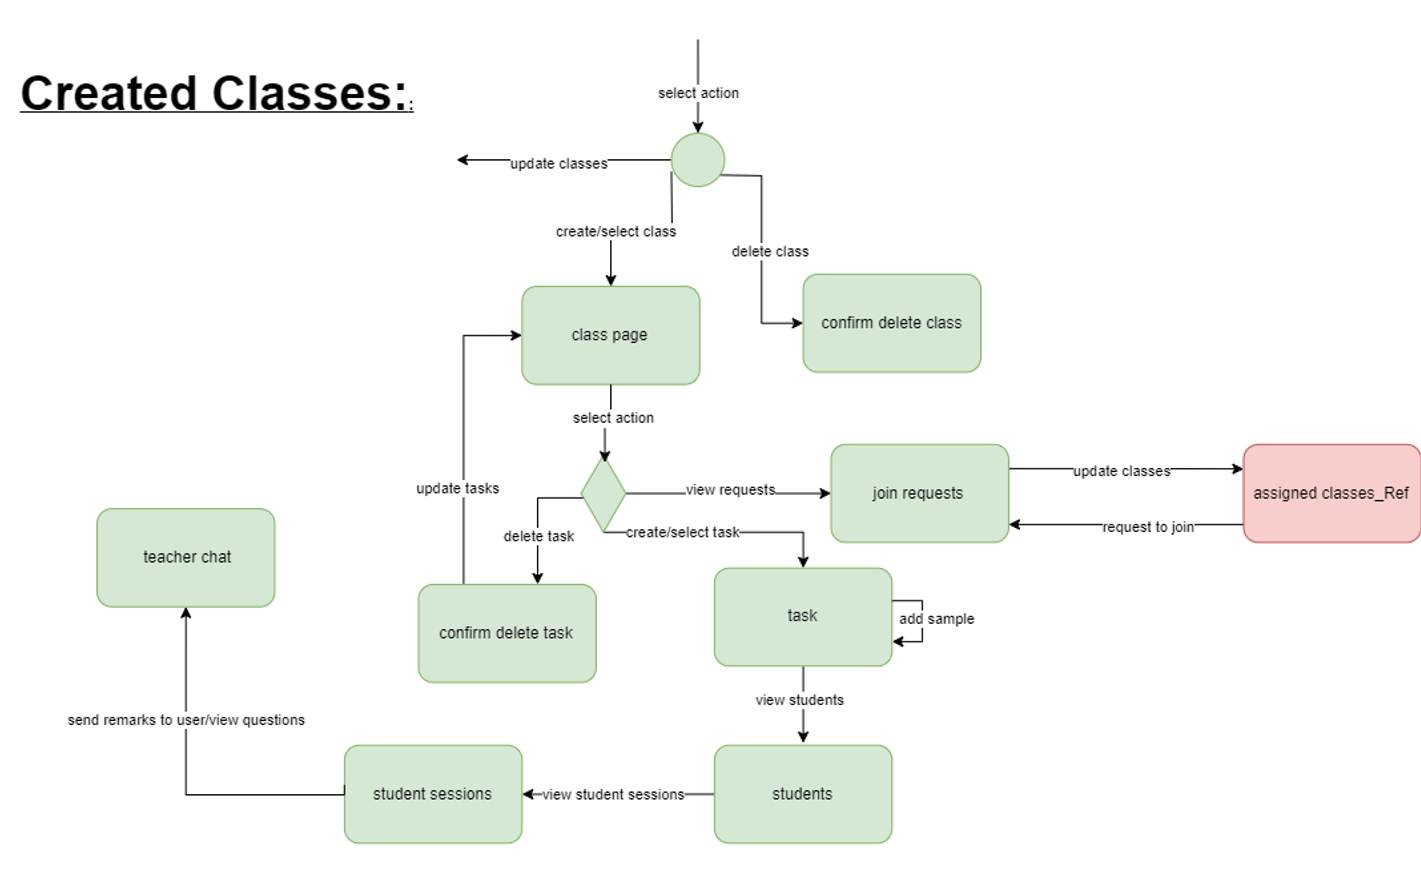 Created Classes::
select action
update classes
create/select class
delete class
class page
confirm delete class
select action
update tasks
view requests
join requests
update classes
assigned classes_Ref
request to join
delete task
create/select task
teacher chat
confirm delete task
task
add sample
view students
send remarks to user/view questions
student sessions
view student sessions
students